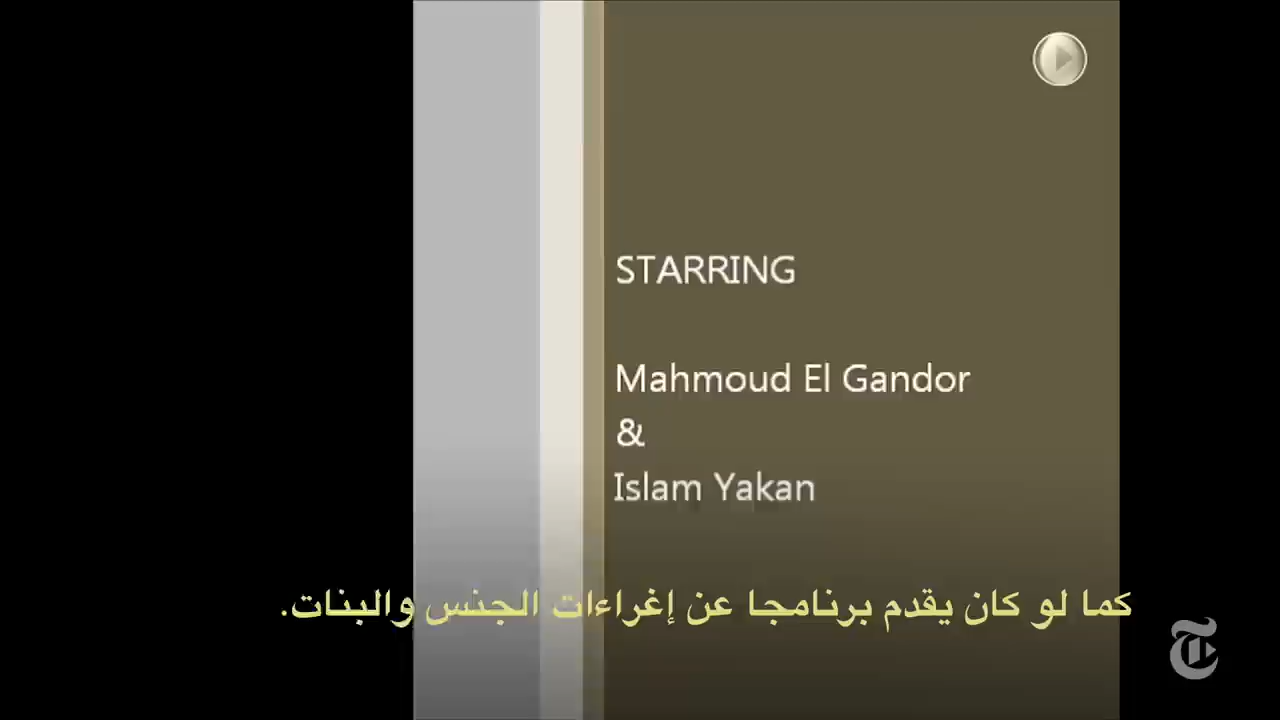 STARRING
Mahmoud El Gandor
&
Islam Yakan
كما لو كان يقدم برنامجا عن إغراءات الجنس والبنات.